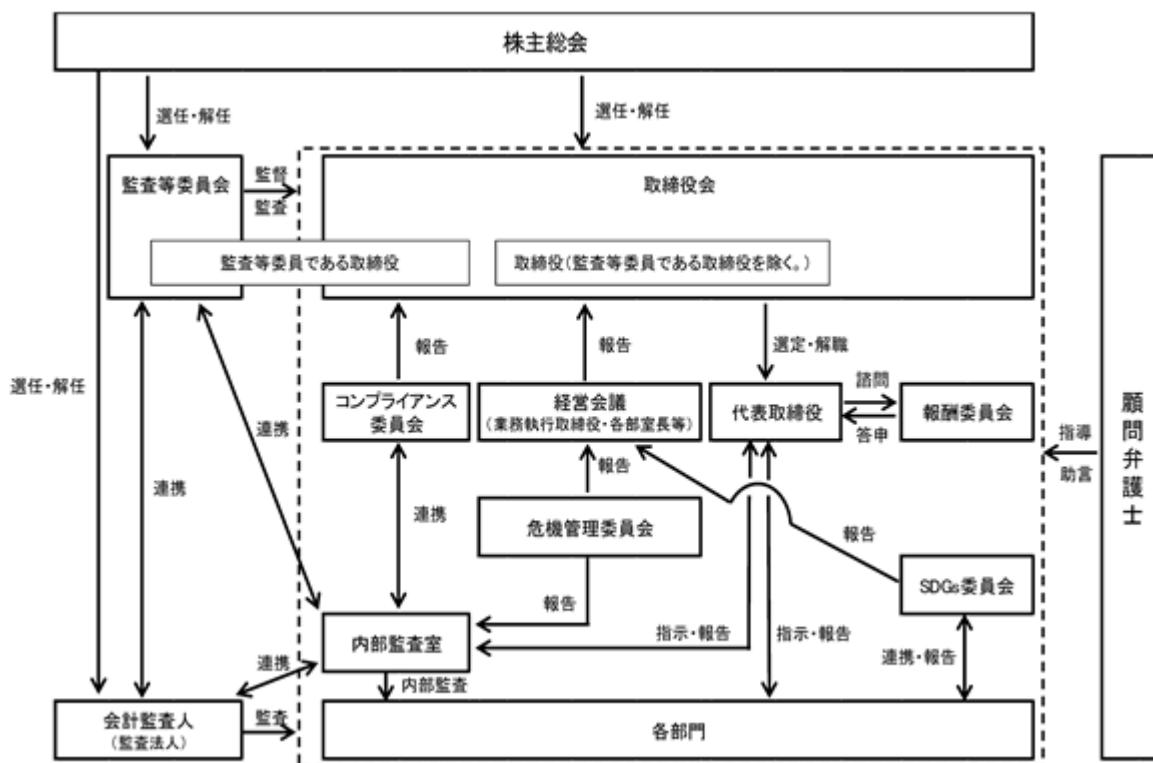 株主総会
選任・解任
選任・解任
監査等委員会
監督
監査
取締役会
監査等委員である取締役
取締役(監査等委員である取締役を除く。)
報告
報告
選定・解職
選任・解任
連携
コンプライアンス
委員会
経営会議
(業務執行取締役・各部室長等)
代表取締役
諮問
答申
報酬委員会
指導
助言
顧問弁護士
連携
連携
報告
危機管理委員会
報告
SDGs委員会
報告
内部監査室
指示・報告
指示・報告
連携・報告
連携
内部監査
会計監査人
(監査法人)
監査
各部門